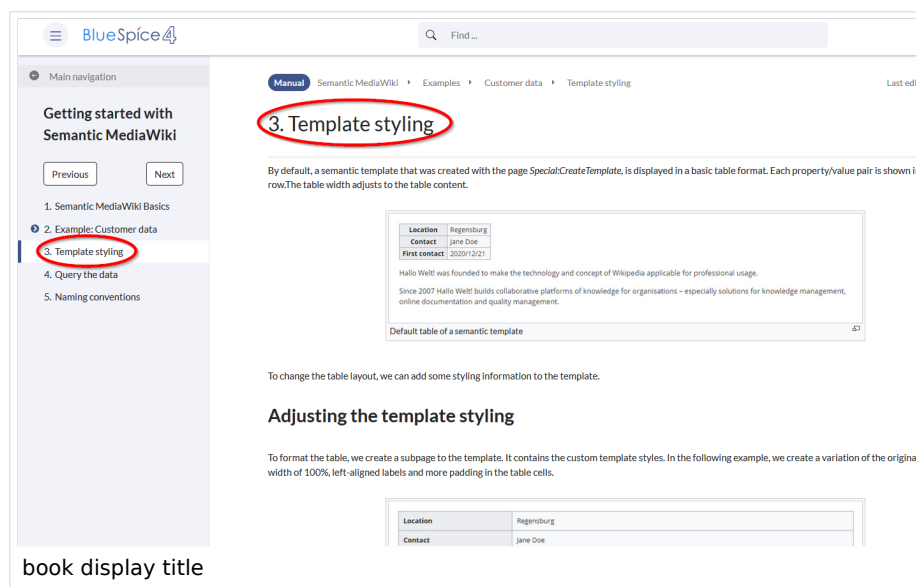 BlueSpice 4
Find ...
Main navigation
Getting started with
Semantic MediaWiki
Previous
Next
1. Semantic MediaWiki Basics
2. Example: Customer data
3. Template styling
4. Query the data
5. Naming conventions
Manual Semantic MediaWiki Examples Customer data Template styling
Last edi
3. Template styling
By default, a semantic template that was created with the page Special:CreateTemplate, is displayed in a basic table format. Each property/value pair is shown i
row.The table width adjusts to the table content.
Location Regensburg
Contact Jane Doe
First contact 2020/12/21
Hallo Welt! was founded to make the technology and concept of Wikipedia applicable for professional usage.
Since 2007 Hallo Welt! builds collaborative platforms of knowledge for organisations – especially solutions for knowledge management,
online documentation and quality management.
Default table of a semantic template
To change the table layout, we can add some styling information to the template.
Adjusting the template styling
To format the table, we create a subpage to the template. It contains the custom template styles. In the following example, we create a variation of the origina
width of 100%, left-aligned labels and more padding in the table cells.
Location Regensburg
Contact Jane Doe
book display title